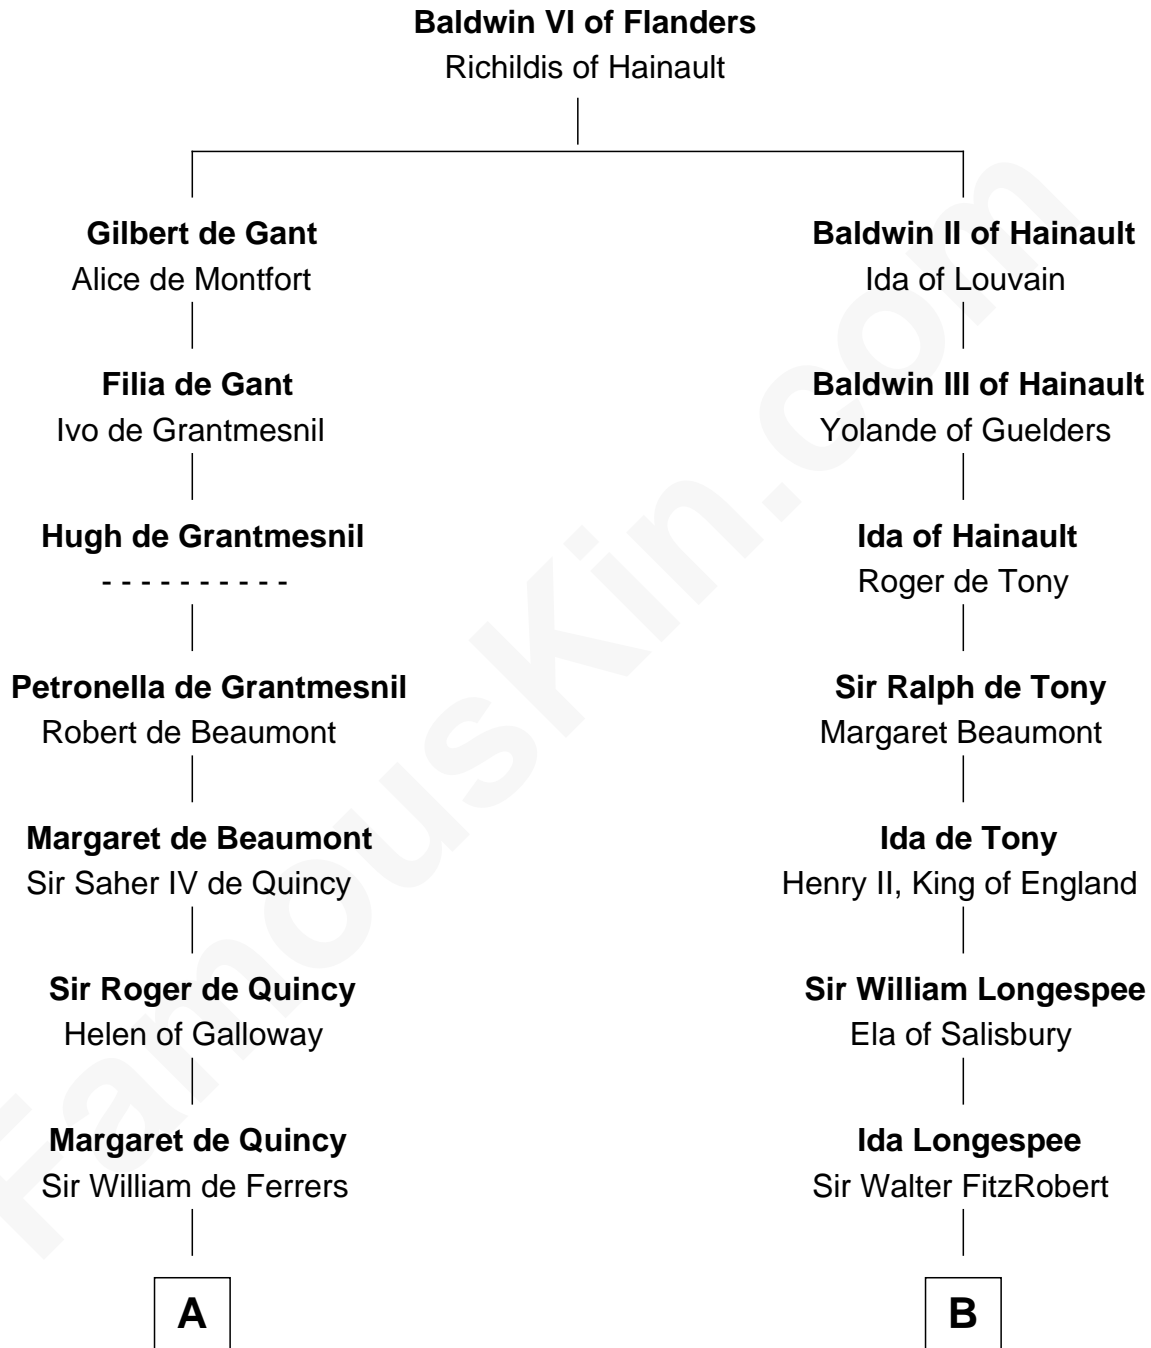 Baldwin VI of Flanders
Richildis of Hainault
Gilbert de Gant
Alice de Montfort
Baldwin II of Hainault
Ida of Louvain
Filia de Gant
Ivo de Grantmesnil
Baldwin III of Hainault
Yolande of Guelders
Hugh de Grantmesnil
- - - - - - - - - -
Ida of Hainault
Roger de Tony
Petronella de Grantmesnil
Robert de Beaumont
Sir Ralph de Tony
Margaret Beaumont
Margaret de Beaumont
Sir Saher IV de Quincy
Ida de Tony
Henry II, King of England
Sir Roger de Quincy
Helen of Galloway
Sir William Longespee
Ela of Salisbury
Margaret de Quincy
Sir William de Ferrers
Ida Longespee
Sir Walter FitzRobert
A
B
FamousKin.com